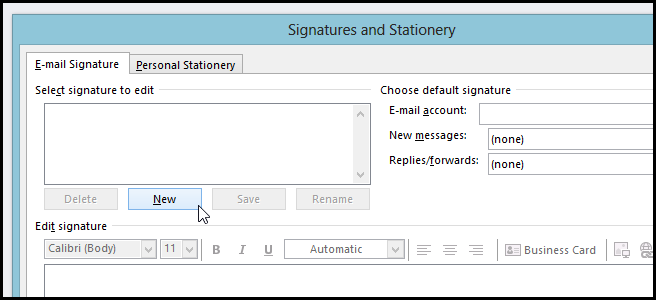 Signatures and Stationery
E-mail Signature Personal Stationery
Select signature to edit
Choose default signature
E-mail account:
New messages: (none)
Replies/forwards: (none)
Delete New Save Rename
Edit signature
Calibri (Body) 11 B I U Automatic Business Card